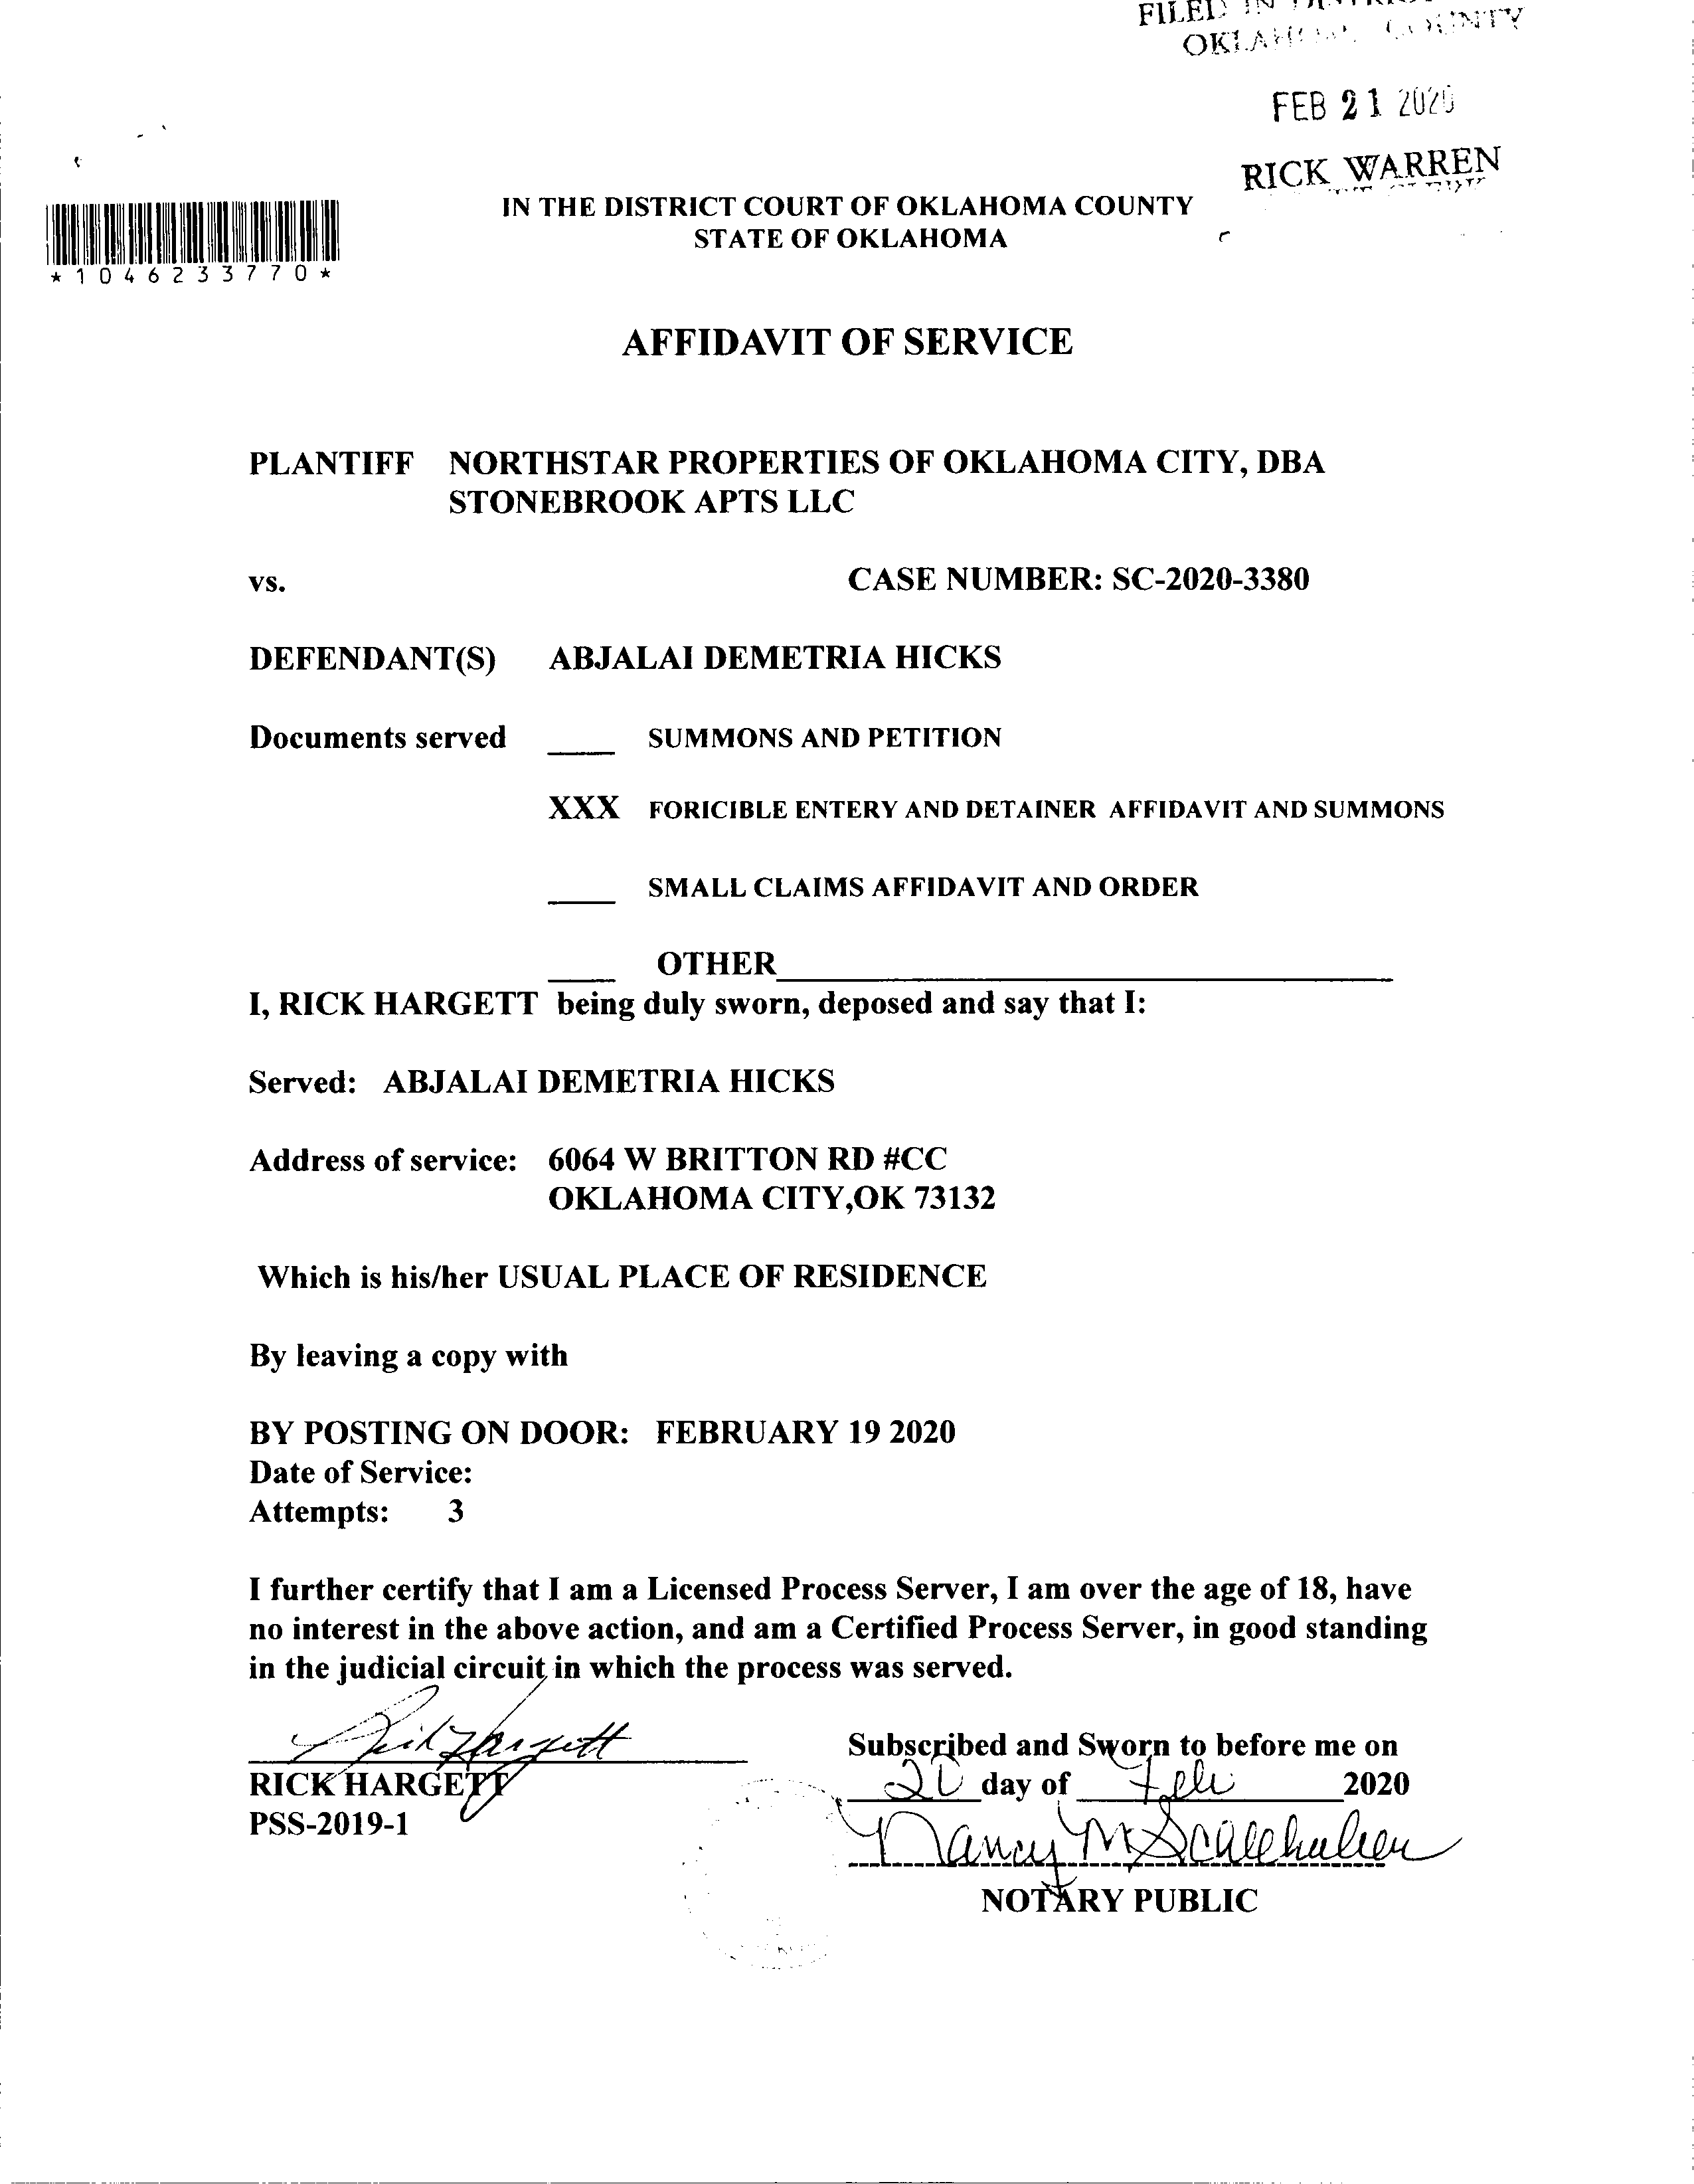 FILED IN
OKLAHOMA COUNTY
FEB 21 2020
RICK WARREN
IN THE DISTRICT COURT OF OKLAHOMA COUNTY
STATE OF OKLAHOMA
*1046233770*
AFFIDAVIT OF SERVICE
PLANTIFF NORTHSTAR PROPERTIES OF OKLAHOMA CITY, DBA
STONEBROOK APTS LLC
vs. CASE NUMBER: SC-2020-3380
DEFENDANT(S) ABJALAI DEMETRIA HICKS
Documents served ____ SUMMONS AND PETITION
XXX FORICIBLE ENTERY AND DETAINER AFFIDAVIT AND SUMMONS
____ SMALL CLAIMS AFFIDAVIT AND ORDER
____ OTHER____
I, RICK HARGETT being duly sworn, deposed and say that I:
Served: ABJALAI DEMETRIA HICKS
Address of service: 6064 W BRITTON RD #CC
OKLAHOMA CITY,OK 73132
Which is his/her USUAL PLACE OF RESIDENCE
By leaving a copy with
BY POSTING ON DOOR: FEBRUARY 19 2020
Date of Service:
Attempts: 3
I further certify that I am a Licensed Process Server, I am over the age of 18, have
no interest in the above action, and am a Certified Process Server, in good standing
in the judicial circuit in which the process was served.
Rick Hargett
Subscribed and Sworn to before me on
RICK HARGETT 20 day of Feb 2020
PSS-2019-1
Nancy M
NOTARY PUBLIC